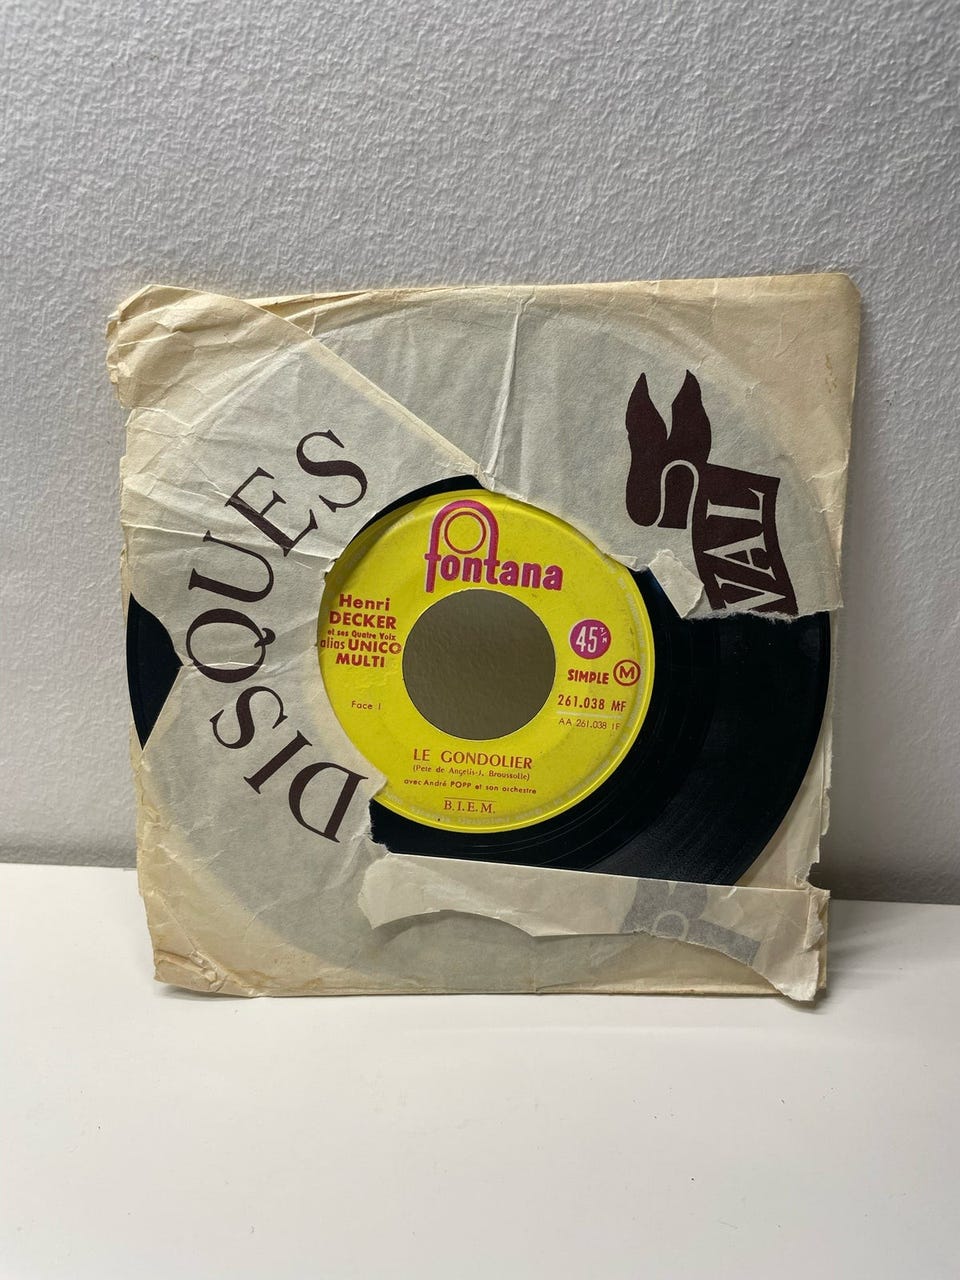 DISQUES
VAL
fontana
Henri
DECKER
et ses Quatre Voix
alias UNICO
MULTI
Face 1
45 T/M
SIMPLE M
261.038 MF
AA 261.038 1F
LE GONDOLIER
(Pete de Angelis-J. Broussolle)
avec André POPP et son orchestre
B.I.E.M.